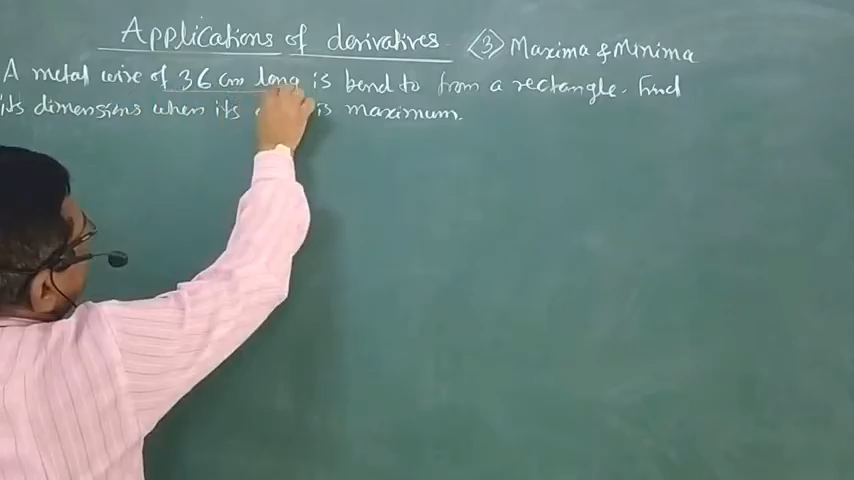 Applications of derivatives. <3> Maxima & Minima
A metal wire of 36 cm long is bend to from a rectangle. Find
its dimensions when its is maximum.